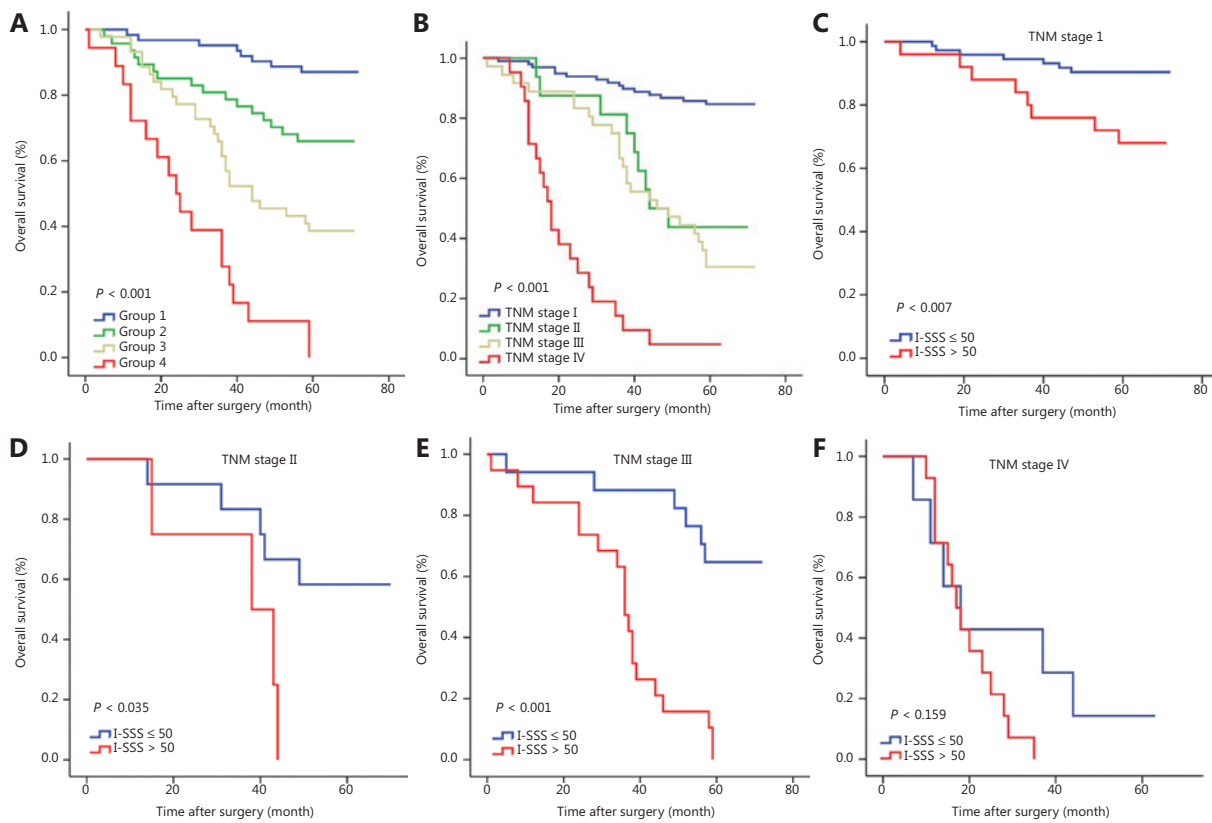 A
Overall survival (%)
1.0
0.8
0.6
0.4
0.2
0.0
P < 0.001
Group 1
Group 2
Group 3
Group 4
0 20 40 60 80
Time after surgery (month)
B
Overall survival (%)
1.0
0.8
0.6
0.4
0.2
0.0
P < 0.001
TNM stage I
TNM stage II
TNM stage III
TNM stage IV
0 20 40 60 80
Time after surgery (month)
C
TNM stage 1
Overall survival (%)
1.0
0.8
0.6
0.4
0.2
0.0
P < 0.007
I-SSS ≤ 50
I-SSS > 50
0 20 40 60 80
Time after surgery (month)
D
TNM stage II
Overall survival (%)
1.0
0.8
0.6
0.4
0.2
0.0
P < 0.035
I-SSS ≤ 50
I-SSS > 50
0 20 40 60
Time after surgery (month)
E
TNM stage III
Overall survival (%)
1.0
0.8
0.6
0.4
0.2
0.0
P < 0.001
I-SSS ≤ 50
I-SSS > 50
0 20 40 60 80
Time after surgery (month)
F
TNM stage IV
Overall survival (%)
1.0
0.8
0.6
0.4
0.2
0.0
P < 0.159
I-SSS ≤ 50
I-SSS > 50
0 20 40 60
Time after surgery (month)